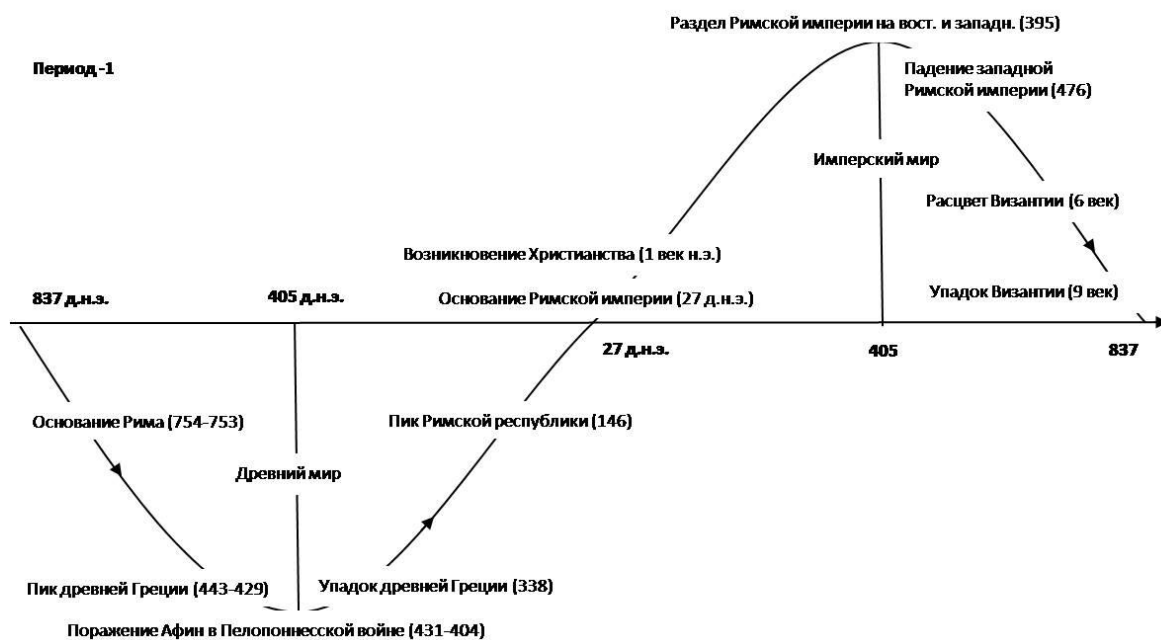 Раздел Римской империи на вост. и западн. (395)
Период -1
Падение западной
Римской империи (476)
Имперский мир
Расцвет Византии (6 век)
Возникновение Христианства (1 век н.э.)
837 д.н.э.
405 д.н.э.
Основание Римской империи (27 д.н.э.)
Упадок Византии (9 век)
27 д.н.э.
405
837
Основание Рима (754-753)
Пик Римской республики (146)
Древний мир
Пик древней Греции (443-429)
Упадок древней Греции (338)
Поражение Афин в Пелопоннесской войне (431-404)